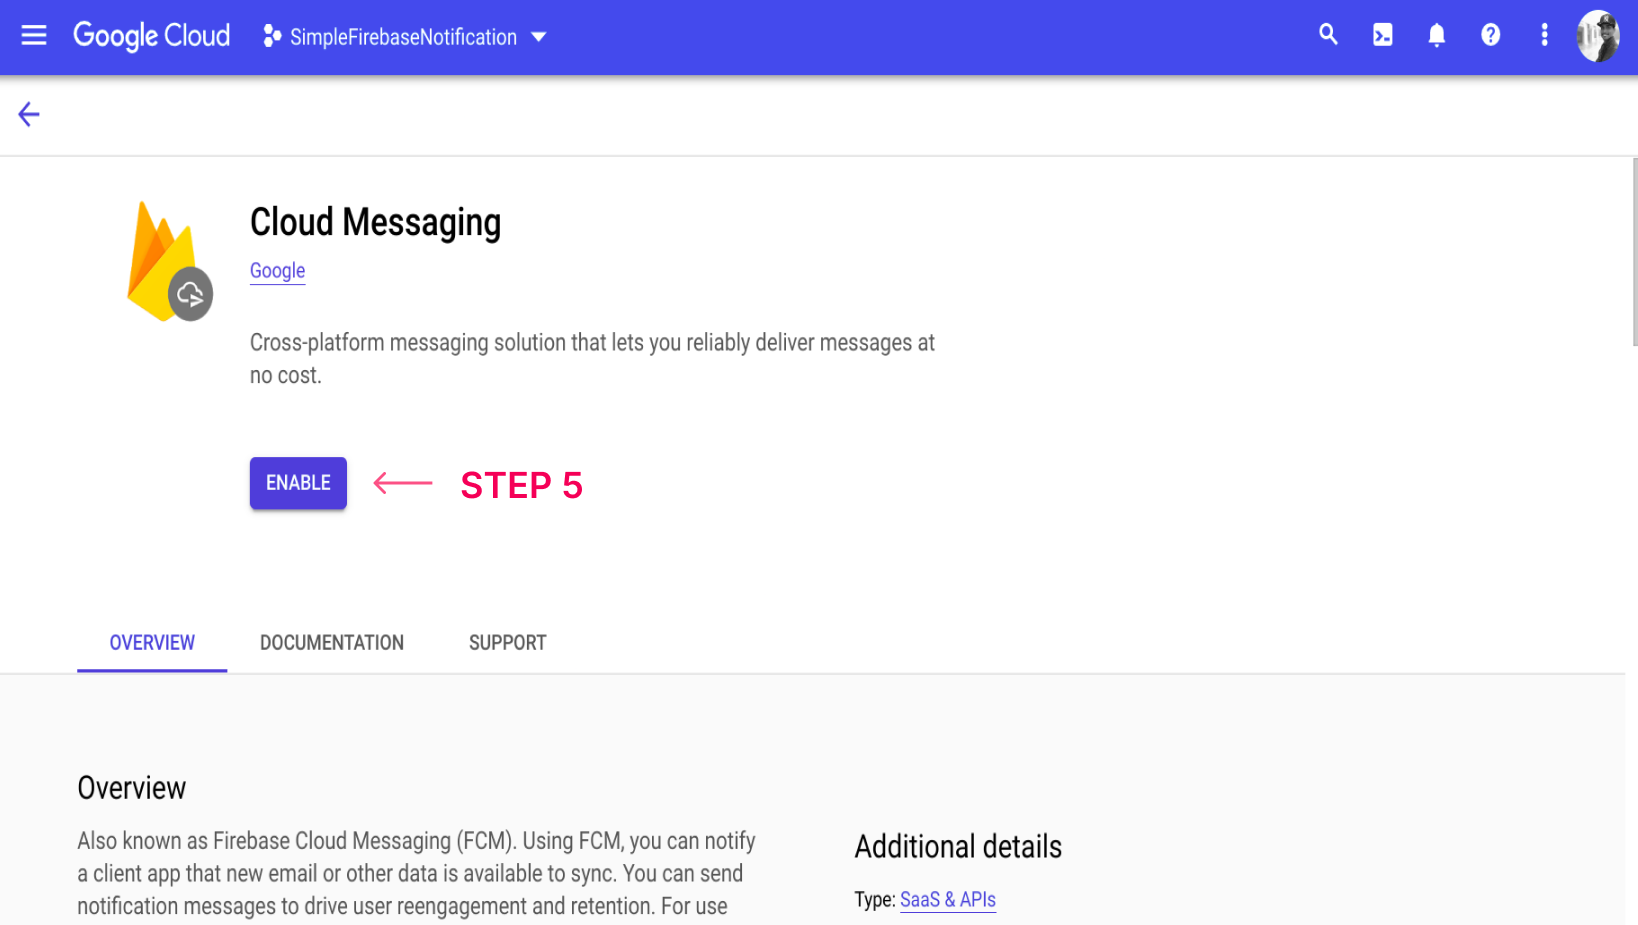 Google Cloud
SimpleFirebaseNotification
Cloud Messaging
Google
Cross-platform messaging solution that lets you reliably deliver messages at
no cost.
ENABLE
STEP 5
OVERVIEW
DOCUMENTATION
SUPPORT
Overview
Also known as Firebase Cloud Messaging (FCM). Using FCM, you can notify
a client app that new email or other data is available to sync. You can send
notification messages to drive user reengagement and retention. For use
Additional details
Type: SaaS & APIs